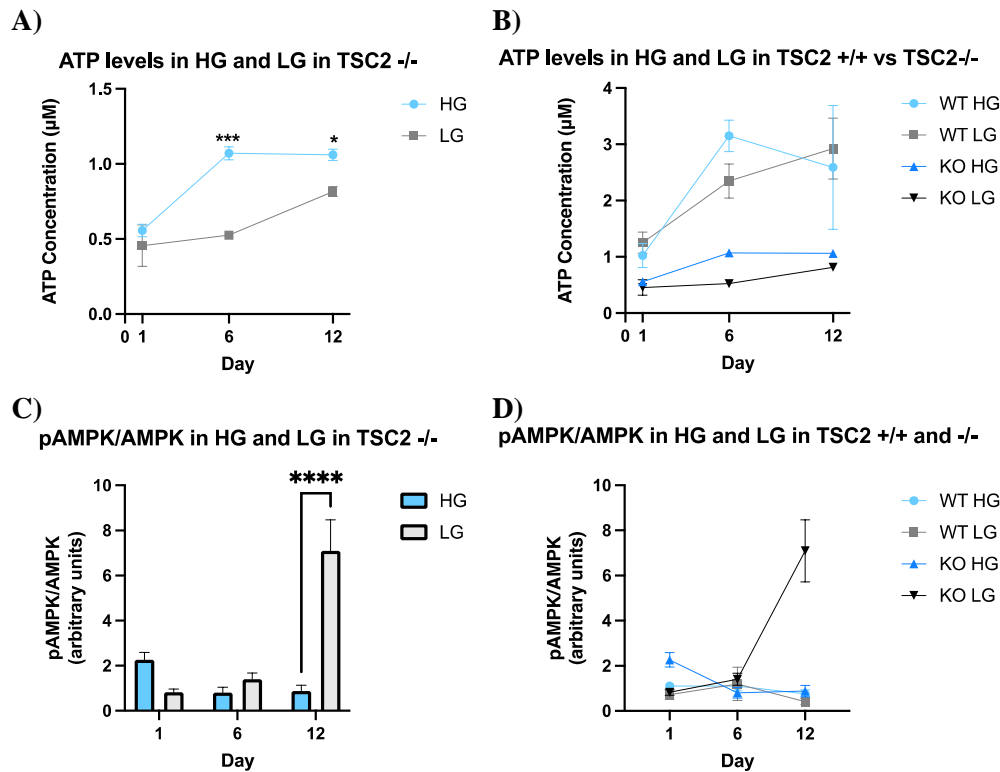 A)
ATP levels in HG and LG in TSC2 -/-
ATP Concentration (μM)
1.5
1.0
0.5
0.0
***
*
HG
LG
0 1 6 12
Day
B)
ATP levels in HG and LG in TSC2 +/+ vs TSC2-/-
ATP Concentration (μM)
4
3
2
1
0
WT HG
WT LG
KO HG
KO LG
0 1 6 12
Day
C)
pAMPK/AMPK in HG and LG in TSC2 -/-
pAMPK/AMPK
(arbitrary units)
10
8
6
4
2
0
****
HG
LG
1 6 12
Day
D)
pAMPK/AMPK in HG and LG in TSC2 +/+ and -/-
pAMPK/AMPK
(arbitrary units)
10
8
6
4
2
0
WT HG
WT LG
KO HG
KO LG
1 6 12
Day